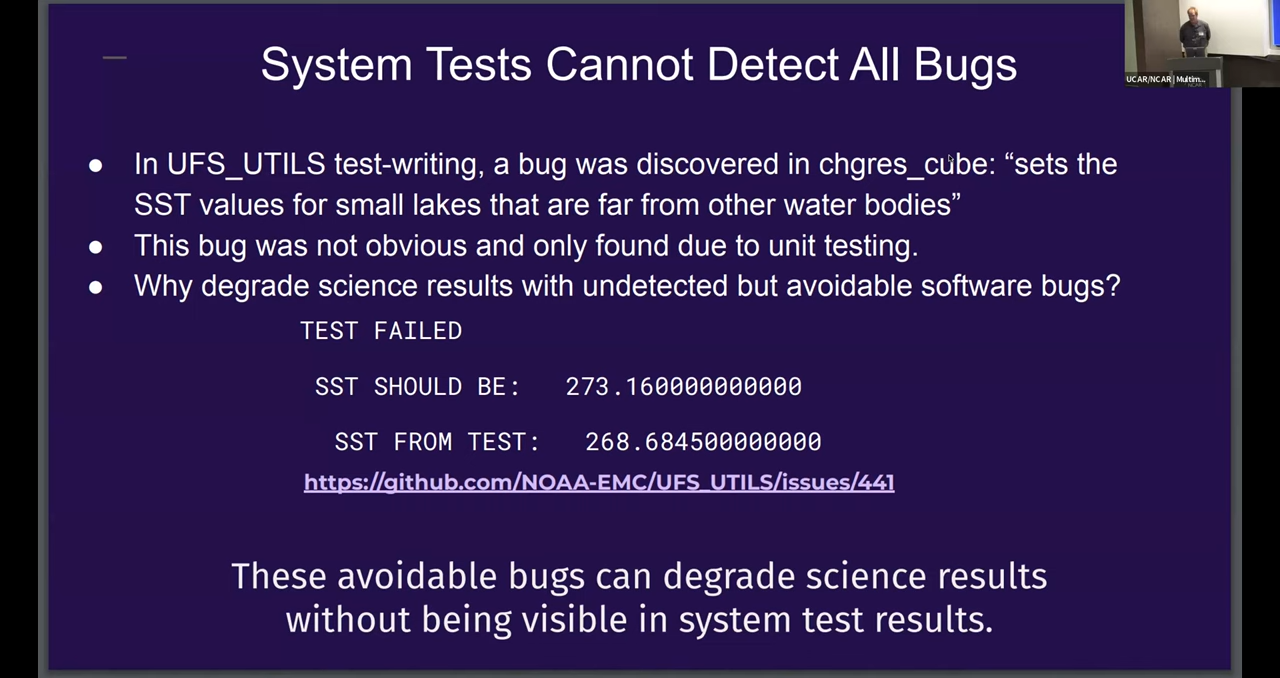 System Tests Cannot Detect All Bugs
UCAR/NCAR | Multim...
● In UFS_UTILS test-writing, a bug was discovered in chgres_cube: “sets the
SST values for small lakes that are far from other water bodies”
● This bug was not obvious and only found due to unit testing.
● Why degrade science results with undetected but avoidable software bugs?
TEST FAILED
SST SHOULD BE: 273.160000000000
SST FROM TEST: 268.684500000000
https://github.com/NOAA-EMC/UFS_UTILS/issues/441
These avoidable bugs can degrade science results
without being visible in system test results.